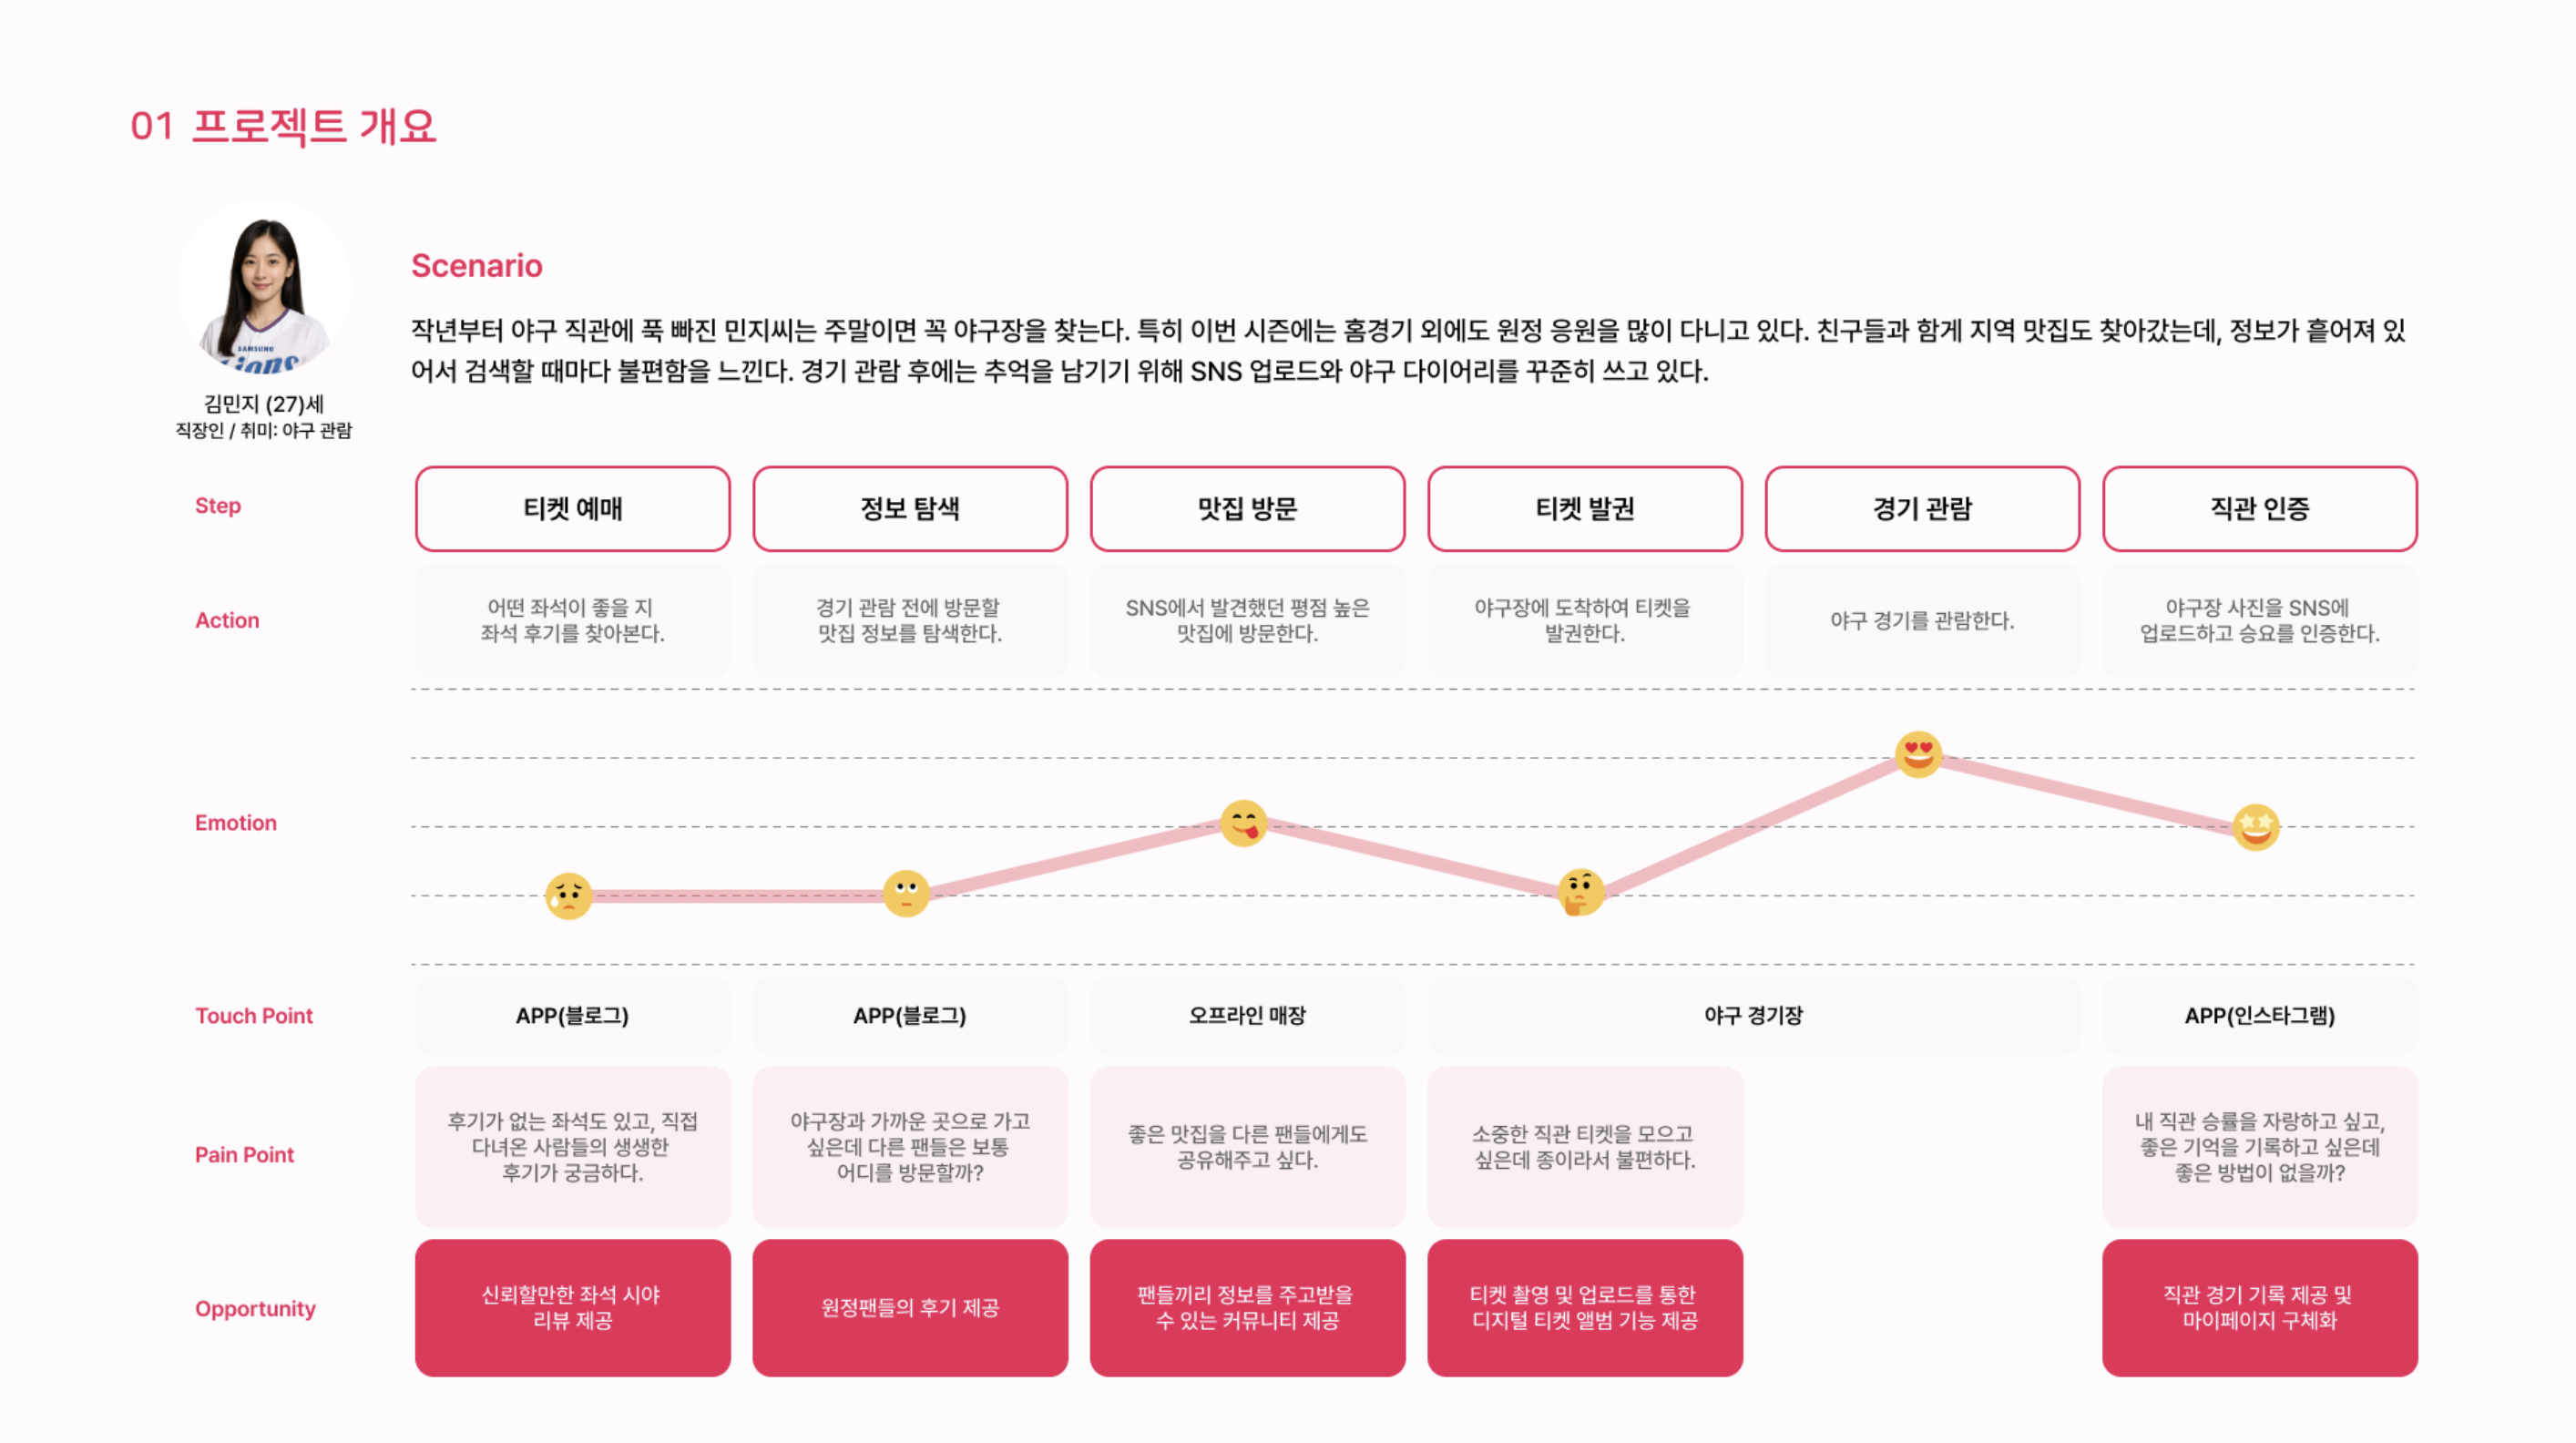 01 프로젝트 개요
SAMSUNG
Lions
김민지 (27)세
직장인 / 취미: 야구 관람
Scenario
작년부터 야구 직관에 푹 빠진 민지씨는 주말이면 꼭 야구장을 찾는다. 특히 이번 시즌에는 홈경기 외에도 원정 응원을 많이 다니고 있다. 친구들과 함께 지역 맛집도 찾아갔는데, 정보가 흩어져 있
어서 검색할 때마다 불편함을 느낀다. 경기 관람 후에는 추억을 남기기 위해 SNS 업로드와 야구 다이어리를 꾸준히 쓰고 있다.
Step
티켓 예매
정보 탐색
맛집 방문
티켓 발권
경기 관람
직관 인증
Action
어떤 좌석이 좋을 지
좌석 후기를 찾아본다.
경기 관람 전에 방문할
맛집 정보를 탐색한다.
SNS에서 발견했던 평점 높은
맛집에 방문한다.
야구장에 도착하여 티켓을
발권한다.
야구 경기를 관람한다.
야구장 사진을 SNS에
업로드하고 승요를 인증한다.
Emotion
Touch Point
APP(블로그)
APP(블로그)
오프라인 매장
야구 경기장
APP(인스타그램)
Pain Point
후기가 없는 좌석도 있고, 직접
다녀온 사람들의 생생한
후기가 궁금하다.
야구장과 가까운 곳으로 가고
싶은데 다른 팬들은 보통
어디를 방문할까?
좋은 맛집을 다른 팬들에게도
공유해주고 싶다.
소중한 직관 티켓을 모으고
싶은데 종이라서 불편하다.
내 직관 승률을 자랑하고 싶고,
좋은 기억을 기록하고 싶은데
좋은 방법이 없을까?
Opportunity
신뢰할만한 좌석 시야
리뷰 제공
원정팬들의 후기 제공
팬들끼리 정보를 주고받을
수 있는 커뮤니티 제공
티켓 촬영 및 업로드를 통한
디지털 티켓 앨범 기능 제공
직관 경기 기록 제공 및
마이페이지 구체화